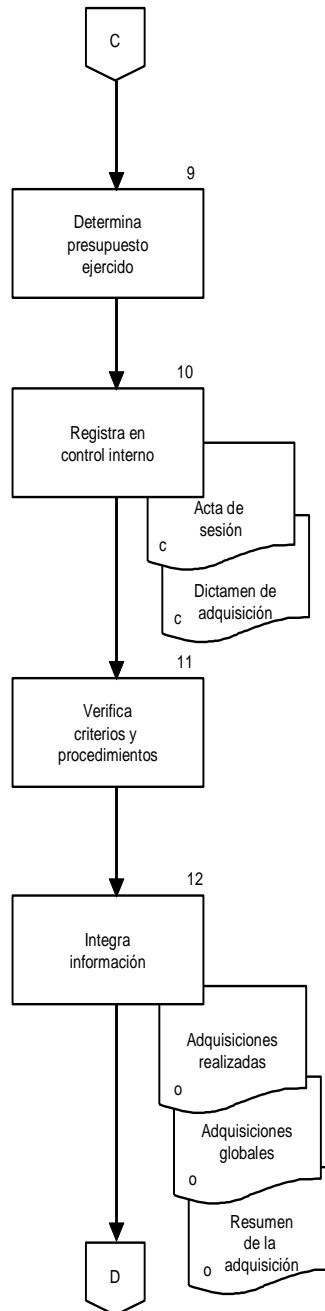 C
9
Determina
presupuesto
ejercido
10
Registra en
control interno
Acta de
sesión
c
Dictamen de
adquisición
c
11
Verifica
criterios y
procedimientos
12
Integra
información
Adquisiciones
realizadas
o
Adquisiciones
globales
o
Resumen
de la
adquisición
o
D